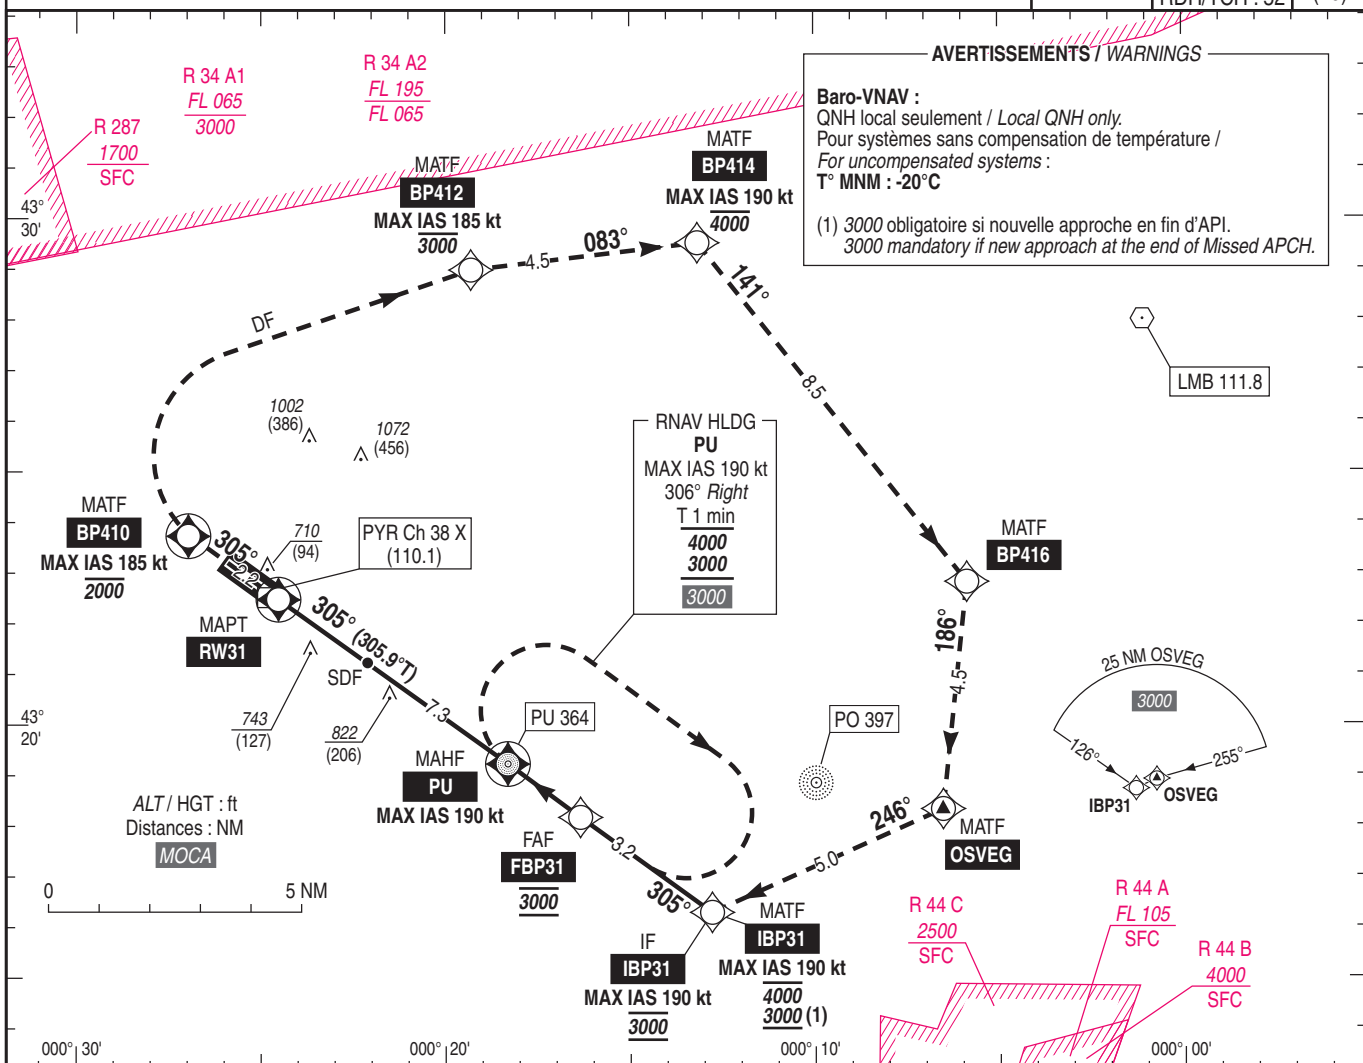 AVERTISSEMENTS / WARNINGS
Baro-VNAV :
QNH local seulement / Local QNH only.
Pour systèmes sans compensation de température /
For uncompensated systems :
T° MNM : -20°C
(1) 3000 obligatoire si nouvelle approche en fin d'API.
3000 mandatory if new approach at the end of Missed APCH.
R 34 A1
FL 065
3000
R 34 A2
FL 195
FL 065
R 287
1700
SFC
43°
30'
MATF
BP412
MAX IAS 185 kt
3000
MATF
BP414
MAX IAS 190 kt
4000
4.5
083°
141°
DF
8.5
LMB 111.8
1002
(386)
1072
(456)
RNAV HLDG
PU
MAX IAS 190 kt
306° Right
T 1 min
4000
3000
3000
MATF
BP410
MAX IAS 185 kt
2000
305°
2.2
710
(94)
PYR Ch 38 X
(110.1)
MATF
BP416
MAPT
RW31
305° (305.9°T)
SDF
7.3
186°
4.5
25 NM OSVEG
3000
126°
255°
IBP31
OSVEG
43°
20'
743
(127)
822
(206)
PU 364
PO 397
MAHF
PU
MAX IAS 190 kt
ALT / HGT : ft
Distances : NM
MOCA
0
5 NM
FAF
FBP31
3000
3.2
305°
246°
5.0
MATF
OSVEG
IF
IBP31
MAX IAS 190 kt
3000
MATF
IBP31
MAX IAS 190 kt
4000
3000 (1)
R 44 C
2500
SFC
R 44 A
FL 105
SFC
R 44 B
4000
SFC
000°30'
000°20'
000°10'
000°00'